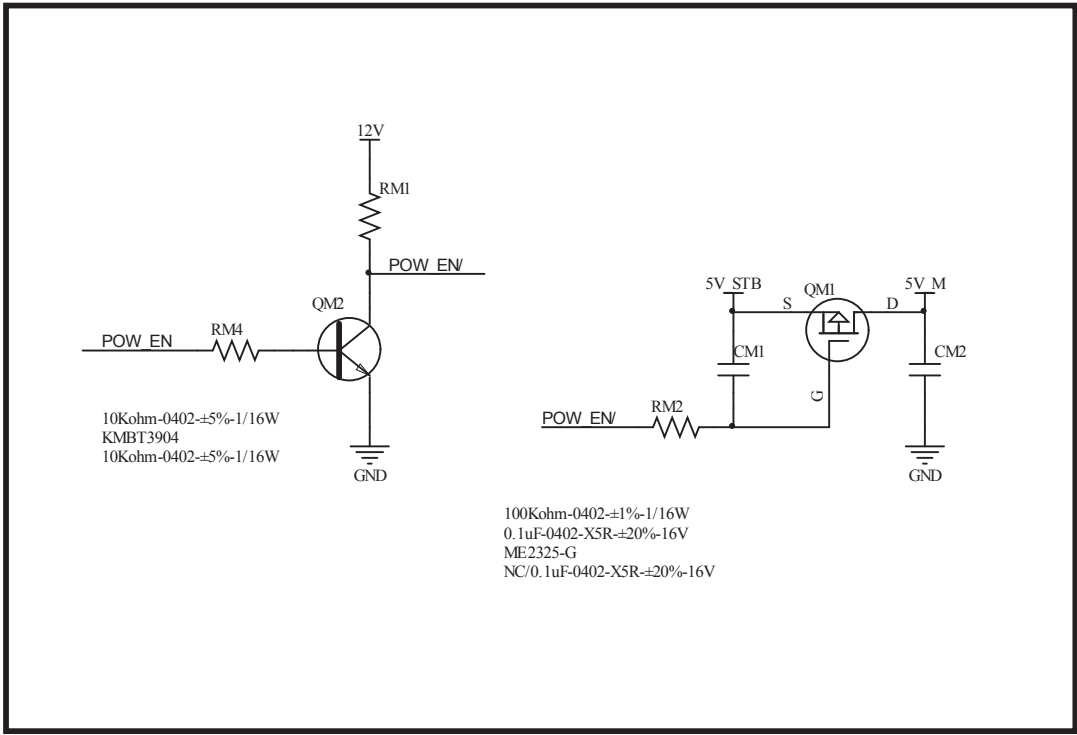 12V
RM1
POW_EN/
QM2
POW_EN
RM4
10Kohm-0402-±5%-1/16W
KMBT3904
10Kohm-0402-±5%-1/16W
GND
5V_STB
S
QM1
D
5V_M
CM1
CM2
G
POW_EN/
RM2
GND
100Kohm-0402-±1%-1/16W
0.1uF-0402-X5R-±20%-16V
ME2325-G
NC/0.1uF-0402-X5R-±20%-16V